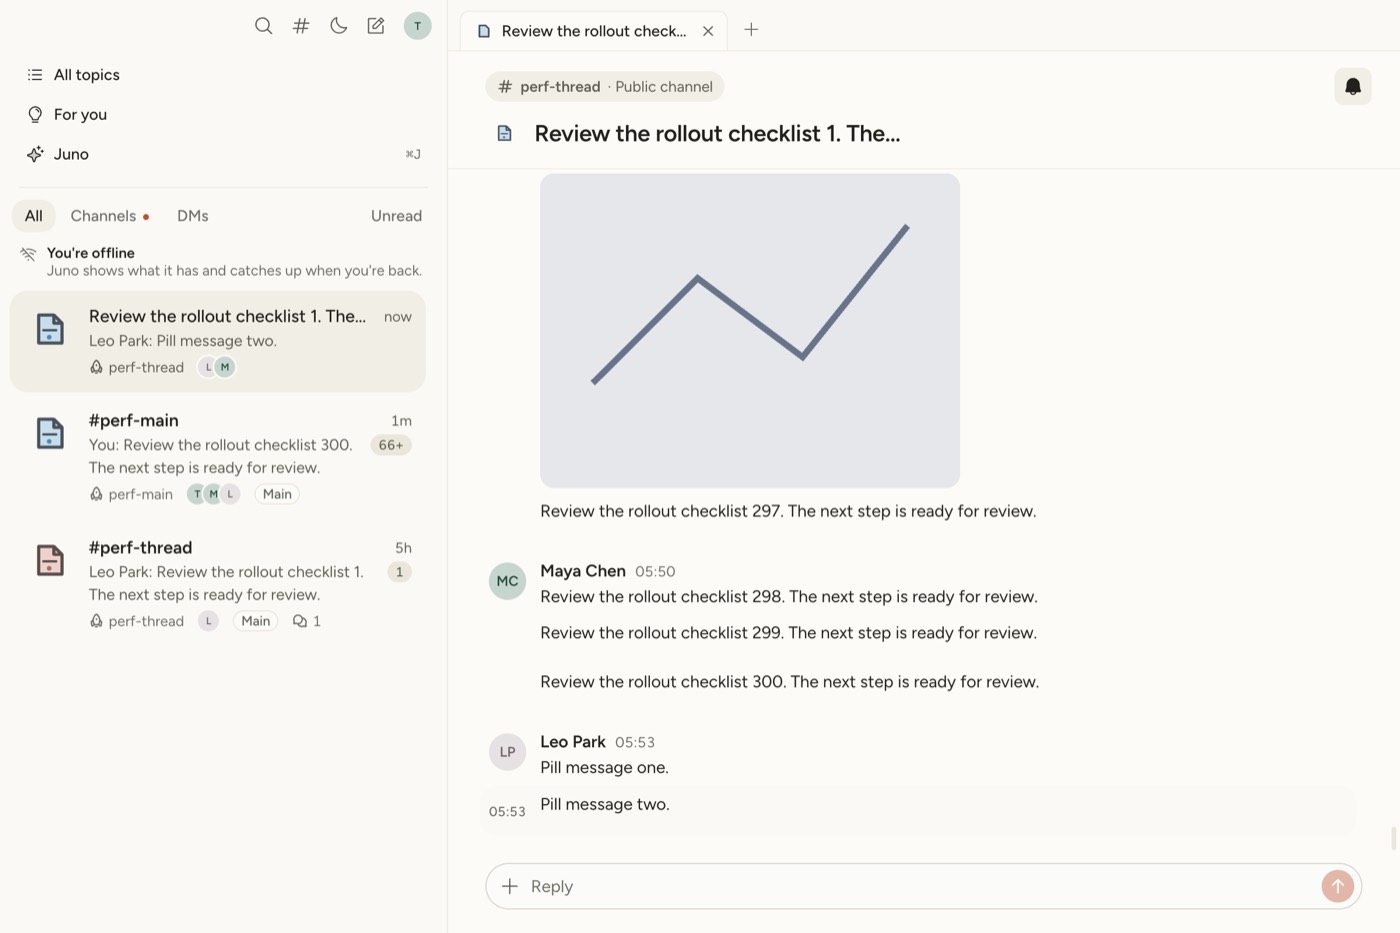 T
Review the rollout check...
All topics
For you
Juno
⌘J
# perf-thread · Public channel
Review the rollout checklist 1. The...
All
Channels
DMs
Unread
You're offline
Juno shows what it has and catches up when you're back.
Review the rollout checklist 1. The... now
Leo Park: Pill message two.
perf-thread L M
#perf-main 1m
You: Review the rollout checklist 300. 66+
The next step is ready for review.
perf-main T M L Main
#perf-thread 5h
Leo Park: Review the rollout checklist 1. 1
The next step is ready for review.
perf-thread L Main 1
Review the rollout checklist 297. The next step is ready for review.
MC Maya Chen 05:50
Review the rollout checklist 298. The next step is ready for review.
Review the rollout checklist 299. The next step is ready for review.
Review the rollout checklist 300. The next step is ready for review.
LP Leo Park 05:53
Pill message one.
05:53 Pill message two.
Reply